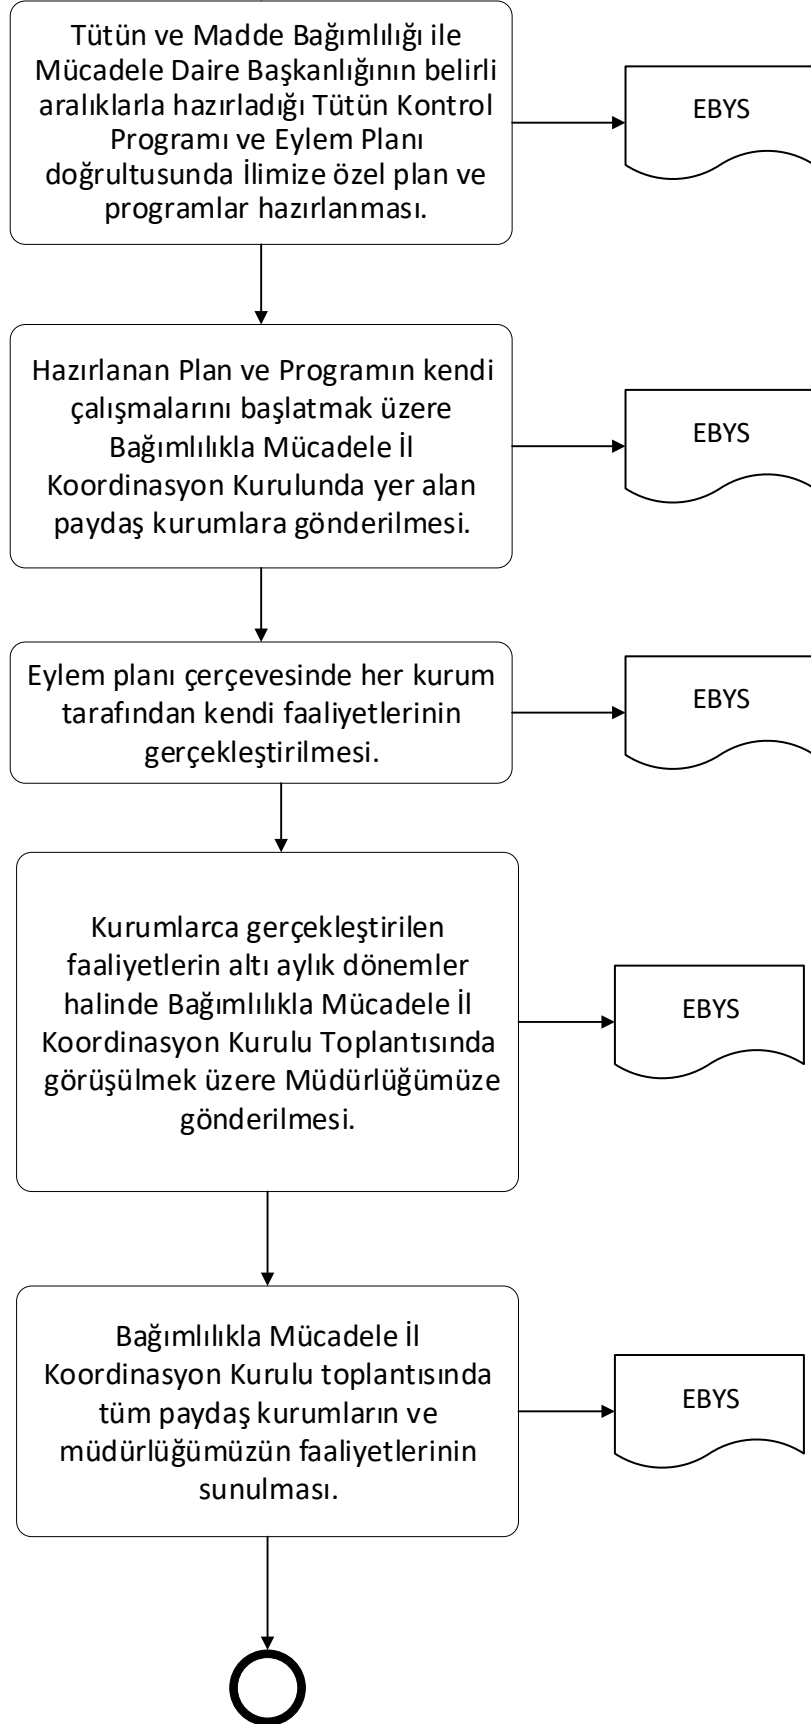 Tütün ve Madde Bağımlılığı ile
Mücadele Daire Başkanlığının belirli
aralıklarla hazırladığı Tütün Kontrol
Programı ve Eylem Planı
doğrultusunda İlimize özel plan ve
programlar hazırlanması.
EBYS
Hazırlanan Plan ve Programın kendi
çalışmalarını başlatmak üzere
Bağımlılıkla Mücadele İl
Koordinasyon Kurulunda yer alan
paydaş kurumlara gönderilmesi.
EBYS
Eylem planı çerçevesinde her kurum
tarafından kendi faaliyetlerinin
gerçekleştirilmesi.
EBYS
Kurumlarca gerçekleştirilen
faaliyetlerin altı aylık dönemler
halinde Bağımlılıkla Mücadele İl
Koordinasyon Kurulu Toplantısında
görüşülmek üzere Müdürlüğümüze
gönderilmesi.
EBYS
Bağımlılıkla Mücadele İl
Koordinasyon Kurulu toplantısında
tüm paydaş kurumların ve
müdürlüğümüzün faaliyetlerinin
sunulması.
EBYS